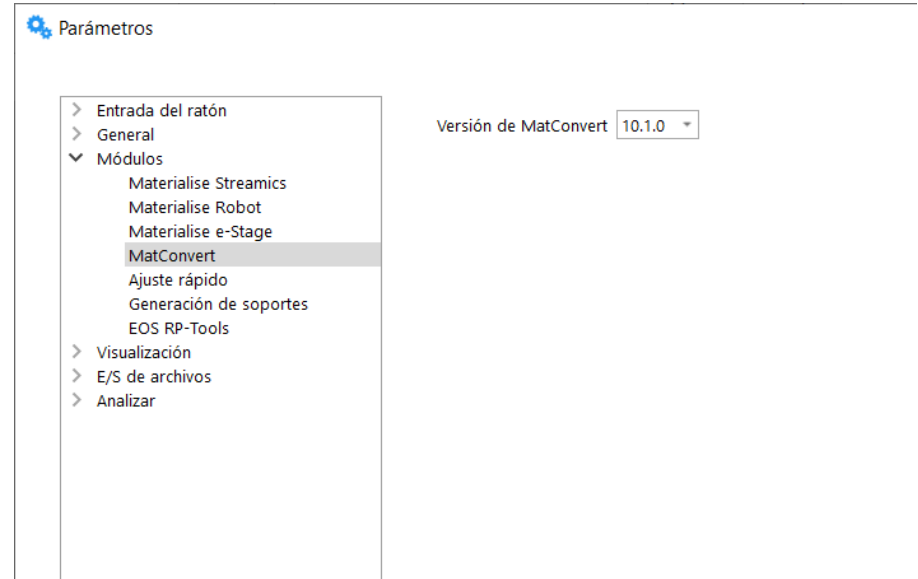 Parámetros
Entrada del ratón
General
Módulos
Materialise Streamics
Materialise Robot
Materialise e-Stage
MatConvert
Ajuste rápido
Generación de soportes
EOS RP-Tools
Visualización
E/S de archivos
Analizar
Versión de MatConvert 10.1.0